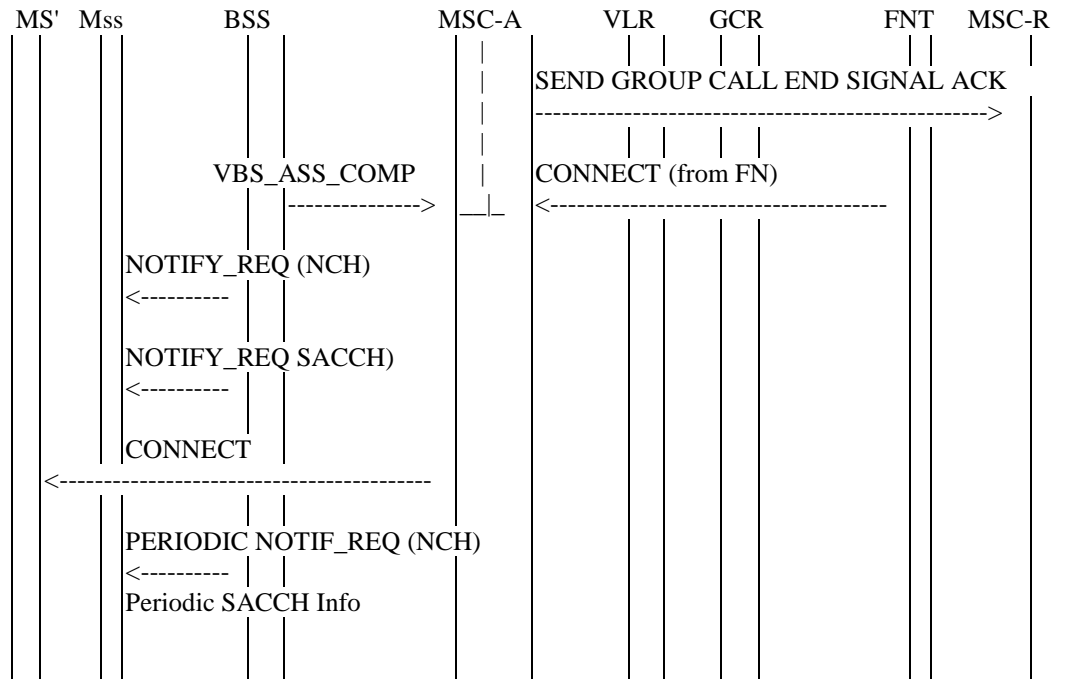 MS' Mss BSS MSC-A VLR GCR FNT MSC-R
SEND GROUP CALL END SIGNAL ACK
VBS_ASS_COMP CONNECT (from FN)
NOTIFY_REQ (NCH)
NOTIFY_REQ SACCH)
CONNECT
PERIODIC NOTIF_REQ (NCH)
Periodic SACCH Info